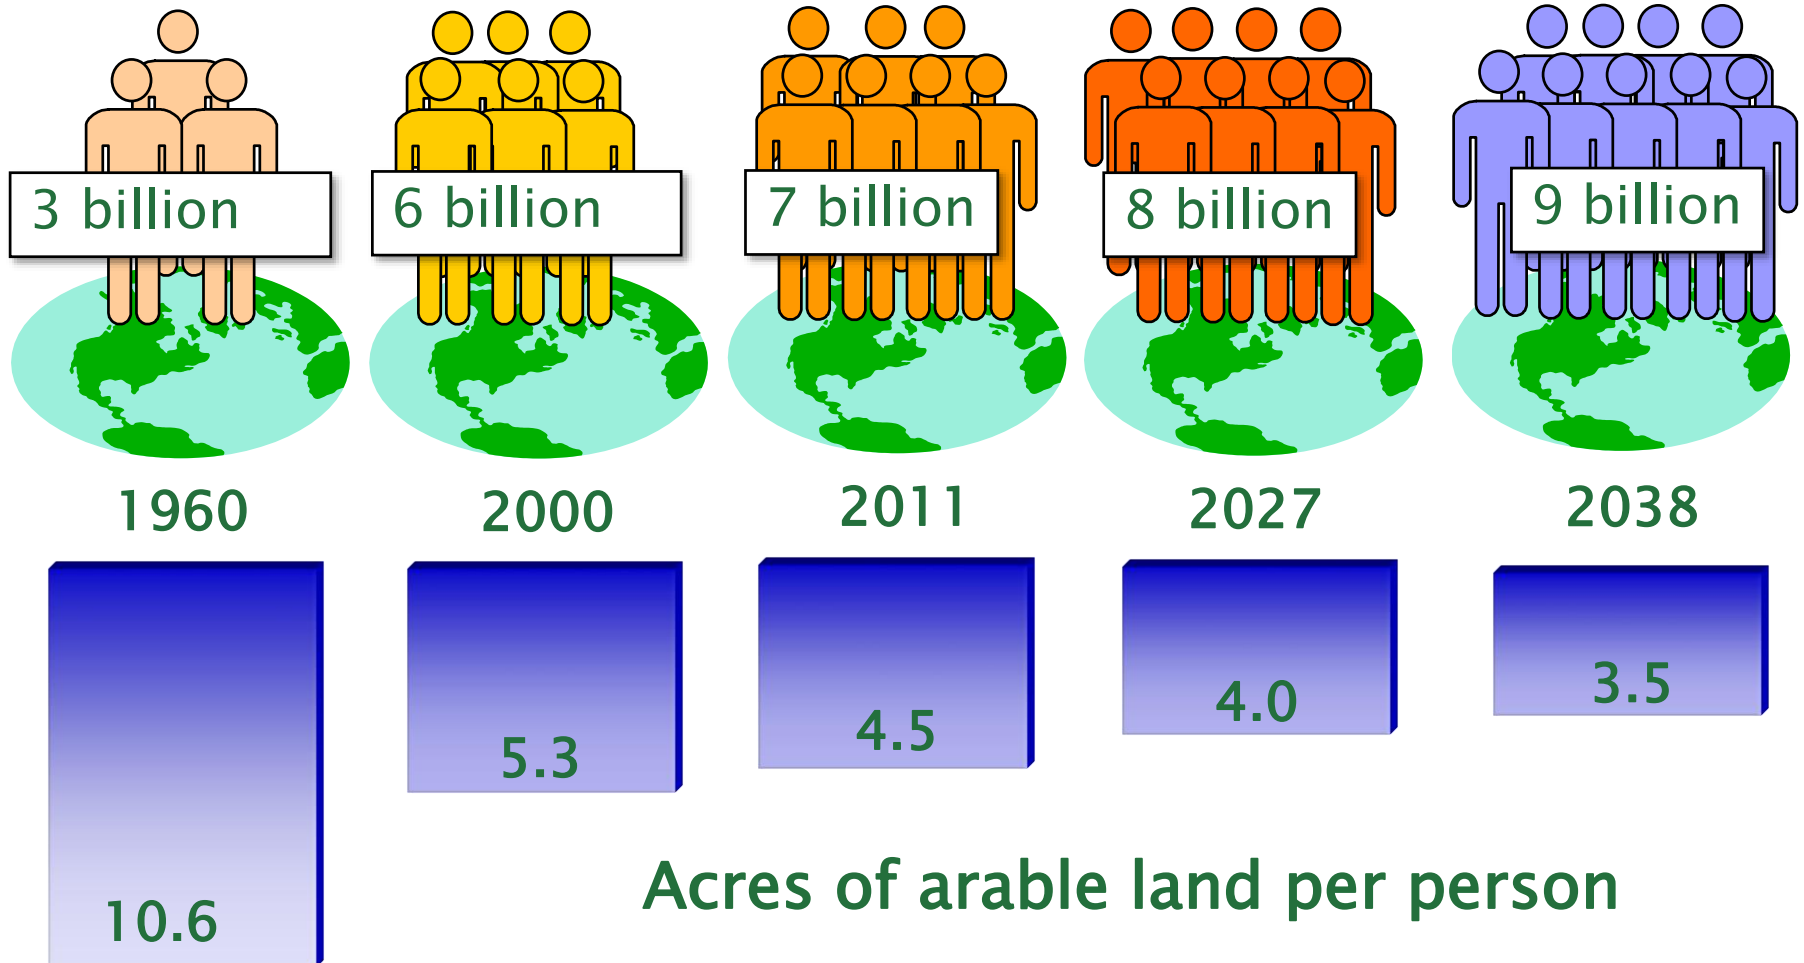 3 billion
6 billion
7 billion
8 billion
9 billion
1960
2000
2011
2027
2038
10.6
5.3
4.5
4.0
3.5
Acres of arable land per person